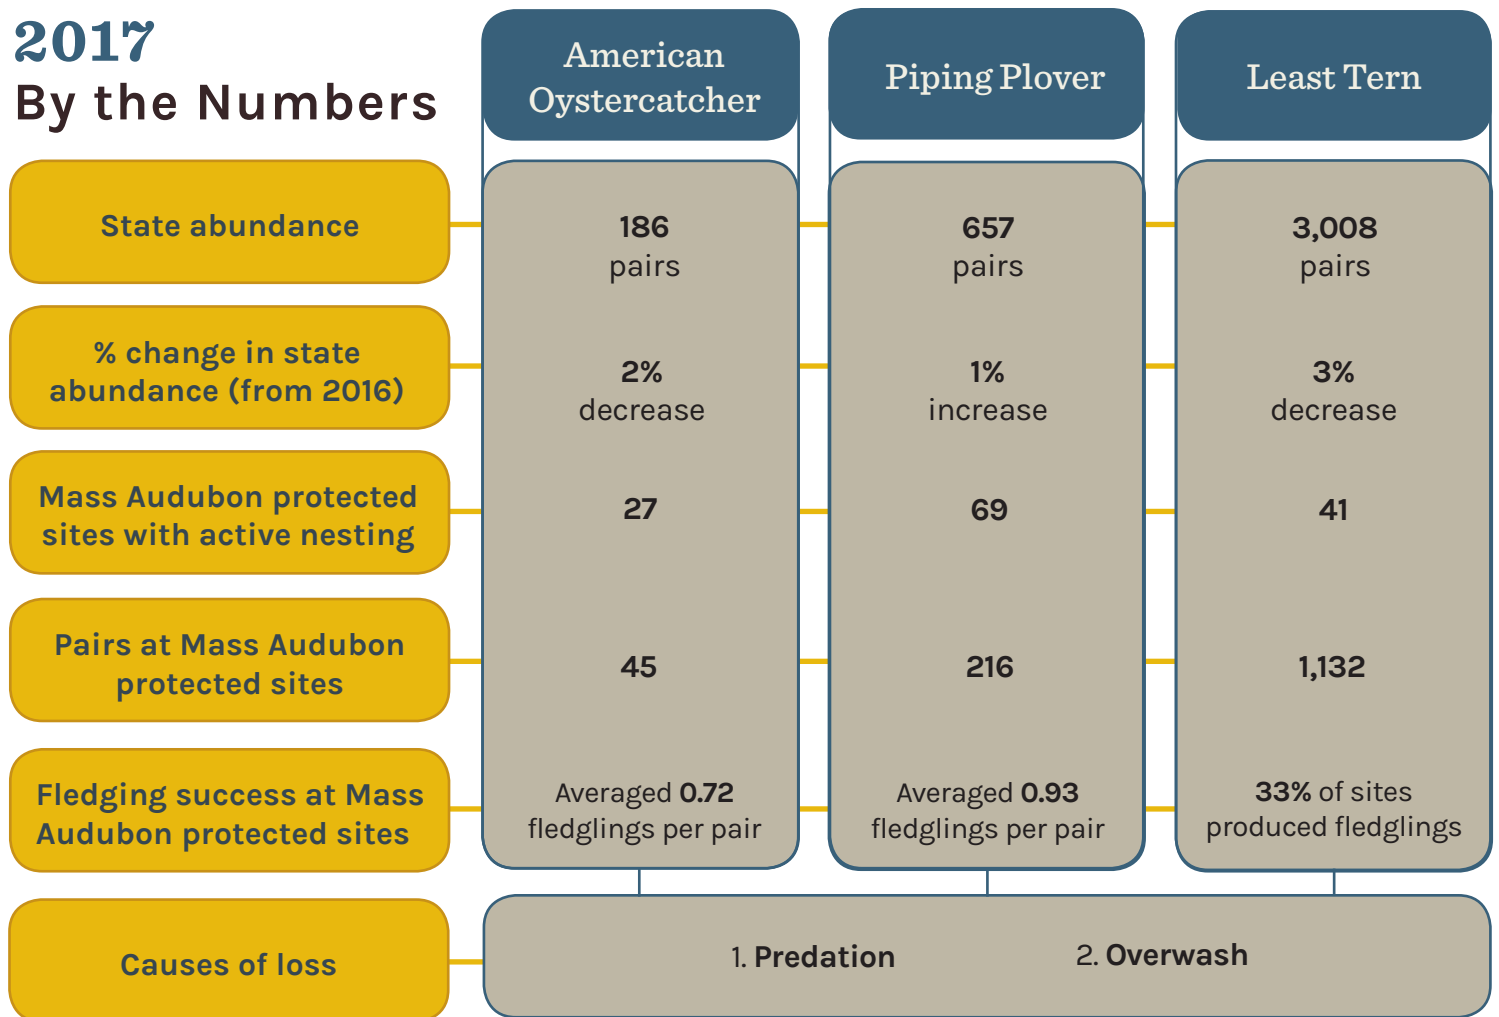 2017
By the Numbers
American
Oystercatcher
Piping Plover
Least Tern
State abundance
186
pairs
657
pairs
3,008
pairs
% change in state
abundance (from 2016)
2%
decrease
1%
increase
3%
decrease
Mass Audubon protected
sites with active nesting
27
69
41
Pairs at Mass Audubon
protected sites
45
216
1,132
Fledging success at Mass
Audubon protected sites
Averaged 0.72
fledglings per pair
Averaged 0.93
fledglings per pair
33% of sites
produced fledglings
Causes of loss
1. Predation
2. Overwash